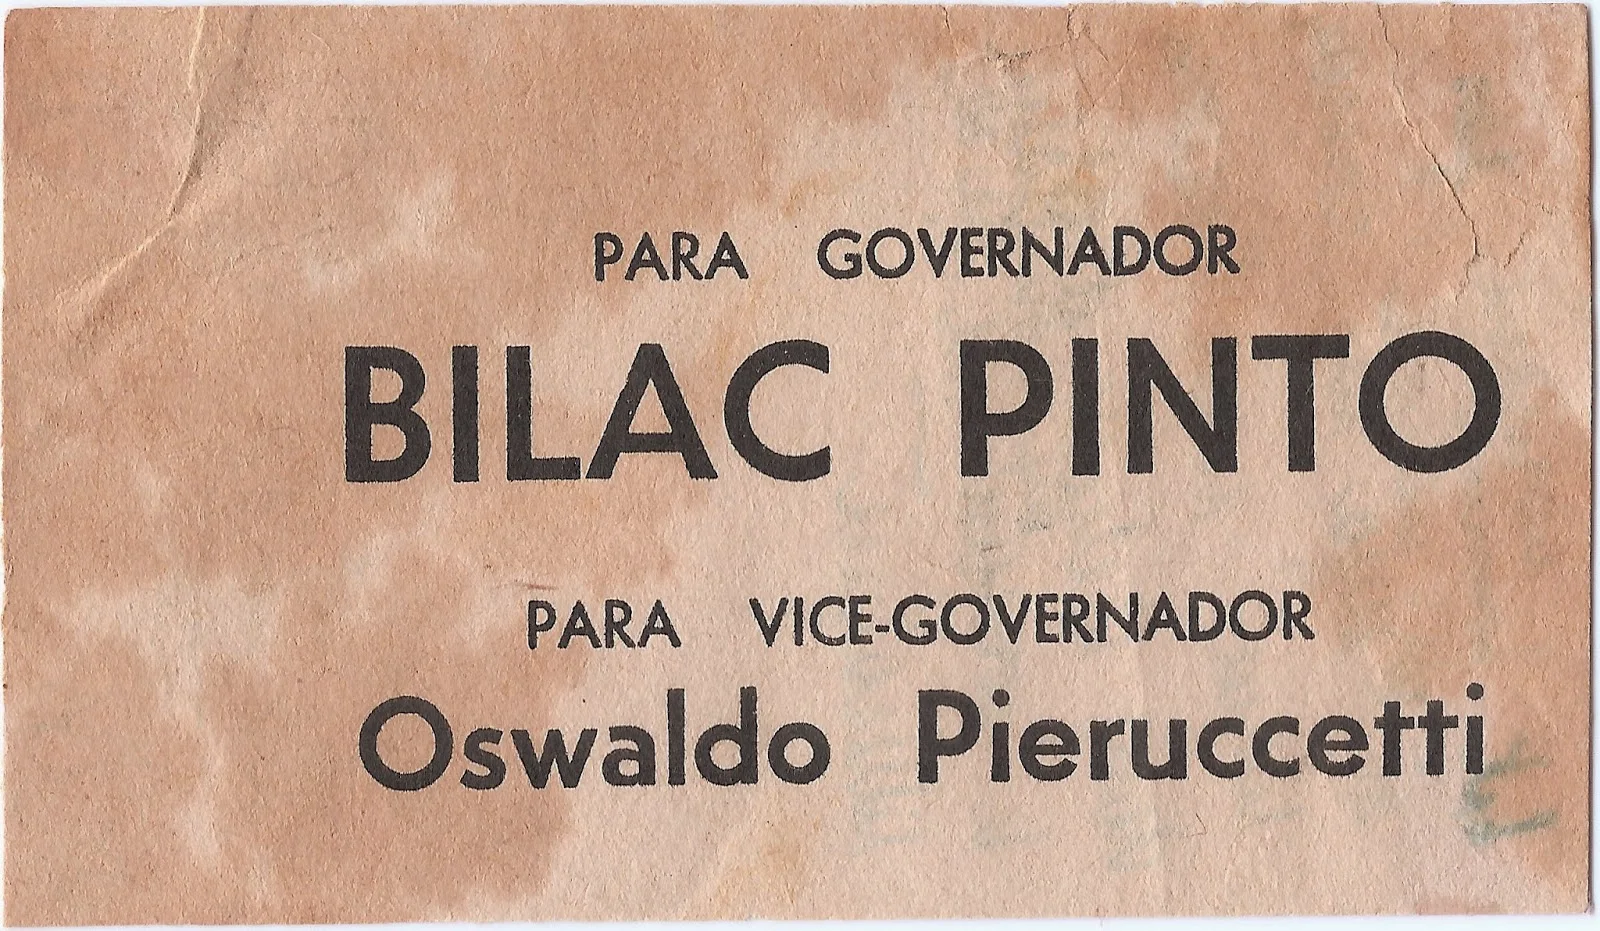 PARA GOVERNADOR
BILAC PINTO
PARA VICE-GOVERNADOR
Oswaldo Pieruccetti